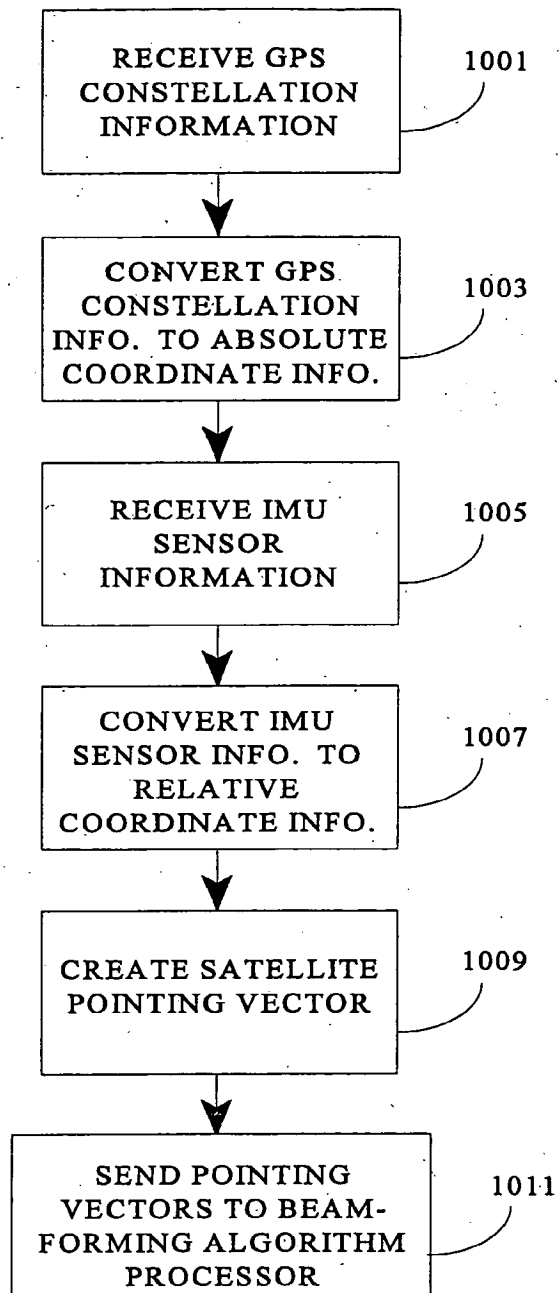 RECEIVE GPS
CONSTELLATION
INFORMATION
1001
CONVERT GPS
CONSTELLATION
INFO. TO ABSOLUTE
COORDINATE INFO.
1003
RECEIVE IMU
SENSOR
INFORMATION
1005
CONVERT IMU
SENSOR INFO. TO
RELATIVE
COORDINATE INFO.
1007
CREATE SATELLITE
POINTING VECTOR
1009
SEND POINTING
VECTORS TO BEAM-
FORMING ALGORITHM
PROCESSOR
1011